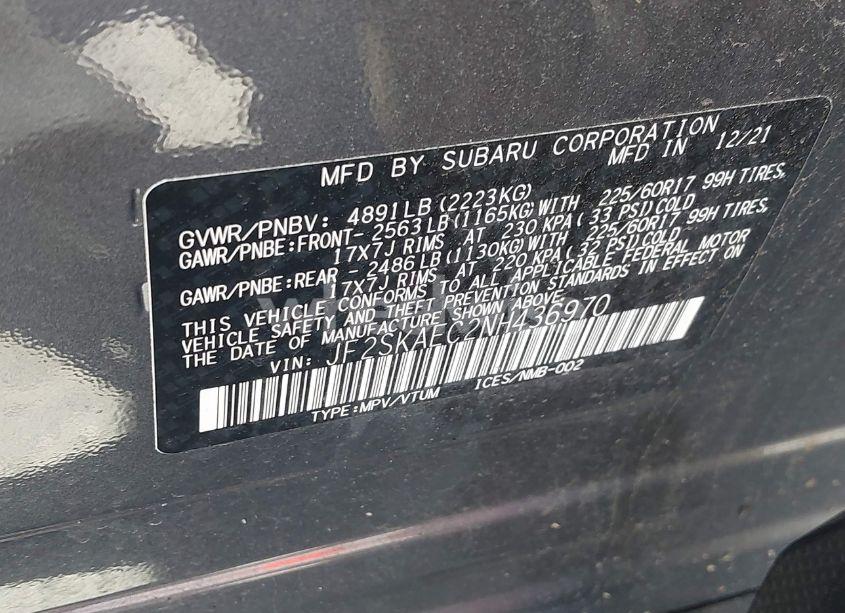 MFD BY SUBARU CORPORATION
MFD IN 12/21
GVWR/PNBV: 4891LB(2223KG)
GAWR/PNBE:FRONT- 2563LB(1165KG)WITH 225/60R17 99H TIRES,
17X7J RIMS AT 230 KPA(33 PSI)COLD
GAWR/PNBE:REAR - 2486LB(1130KG)WITH 225/60R17 99H TIRES,
17X7J RIMS AT 220 KPA(32 PSI)COLD
THIS VEHICLE CONFORMS TO ALL APPLICABLE FEDERAL MOTOR
VEHICLE SAFETY AND THEFT PREVENTION STANDARDS IN EFFECT ON
THE DATE OF MANUFACTURE SHOWN ABOVE.
VIN: JF2SKAEC2NH436970
TYPE:MPV/VTUM ICES/NMB-002